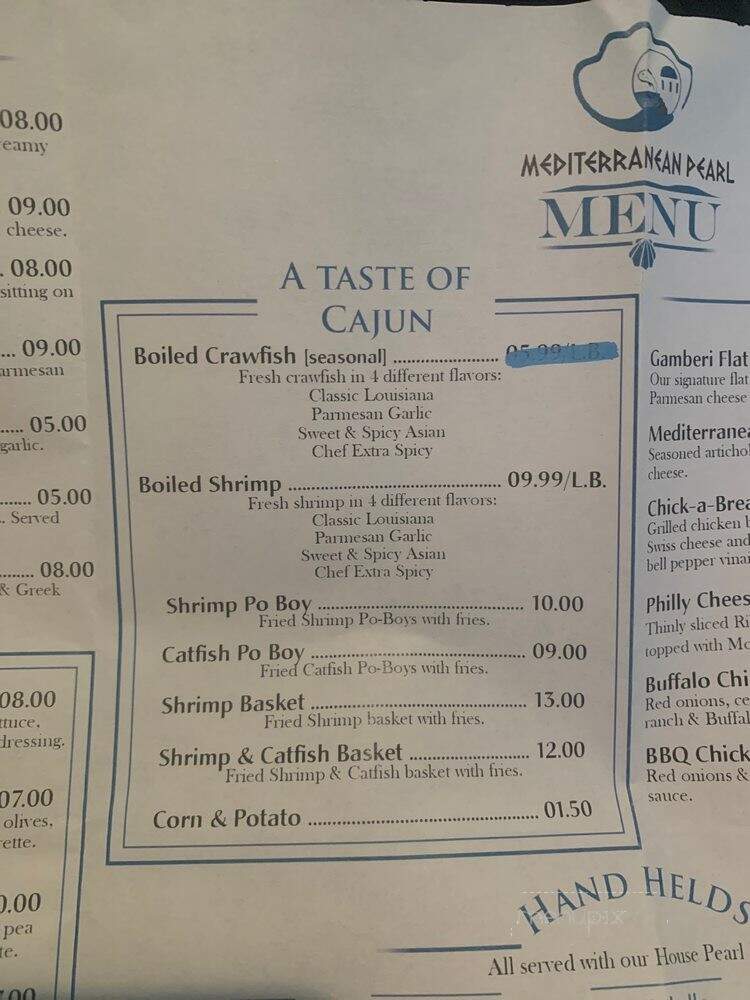 08.00
eamy
09.00
cheese.
. 08.00
sitting on
... 09.00
armesan
..... 05.00
garlic.
....... 05.00
. Served
........ 08.00
& Greek
08.00
ttuce,
dressing.
07.00
olives,
ette.
0.00
pea
te.
7.00
MEDITERRANEAN PEARL
MENU
A TASTE OF
CAJUN
Boiled Crawfish [seasonal] ....................... 05.99/L.B.
Fresh crawfish in 4 different flavors:
Classic Louisiana
Parmesan Garlic
Sweet & Spicy Asian
Chef Extra Spicy
Boiled Shrimp ............................................. 09.99/L.B.
Fresh shrimp in 4 different flavors:
Classic Louisiana
Parmesan Garlic
Sweet & Spicy Asian
Chef Extra Spicy
Shrimp Po Boy ............................................ 10.00
Fried Shrimp Po-Boys with fries.
Catfish Po Boy .............................................. 09.00
Fried Catfish Po-Boys with fries.
Shrimp Basket .............................................. 13.00
Fried Shrimp basket with fries.
Shrimp & Catfish Basket .......................... 12.00
Fried Shrimp & Catfish basket with fries.
Corn & Potato ................................................. 01.50
Gamberi Flat
Our signature flat
Parmesan cheese
Mediterranea
Seasoned articho
cheese.
Chick-a-Brea
Grilled chicken b
Swiss cheese and
bell pepper vinai
Philly Chees
Thinly sliced Ri
topped with Mo
Buffalo Chi
Red onions, ce
ranch & Buffal
BBQ Chick
Red onions &
sauce.
HAND HELDS
menupix
All served with our House Pearl